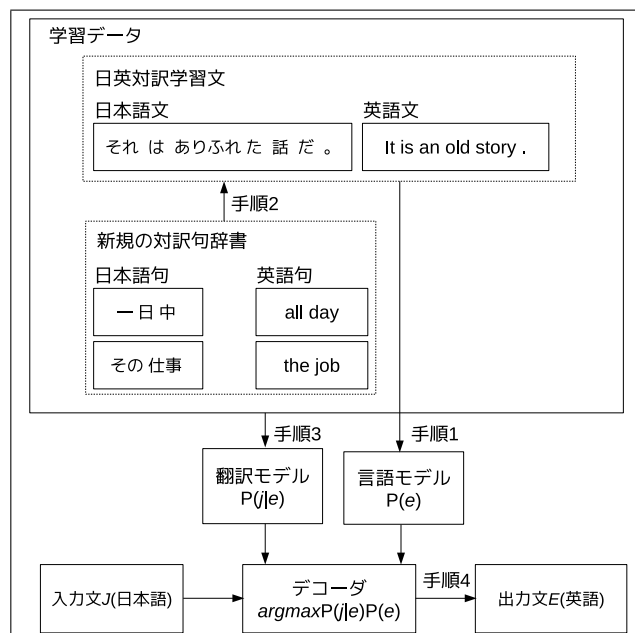 学習データ
日英対訳学習文
日本語文
英語文
それ は ありふれ た 話 だ 。
It is an old story .
手順2
新規の対訳句辞書
日本語句
英語句
一 日 中
all day
その 仕事
the job
手順3
手順1
翻訳モデル
P(j|e)
言語モデル
P(e)
入力文J(日本語)
デコーダ
argmaxP(j|e)P(e)
手順4
出力文E(英語)